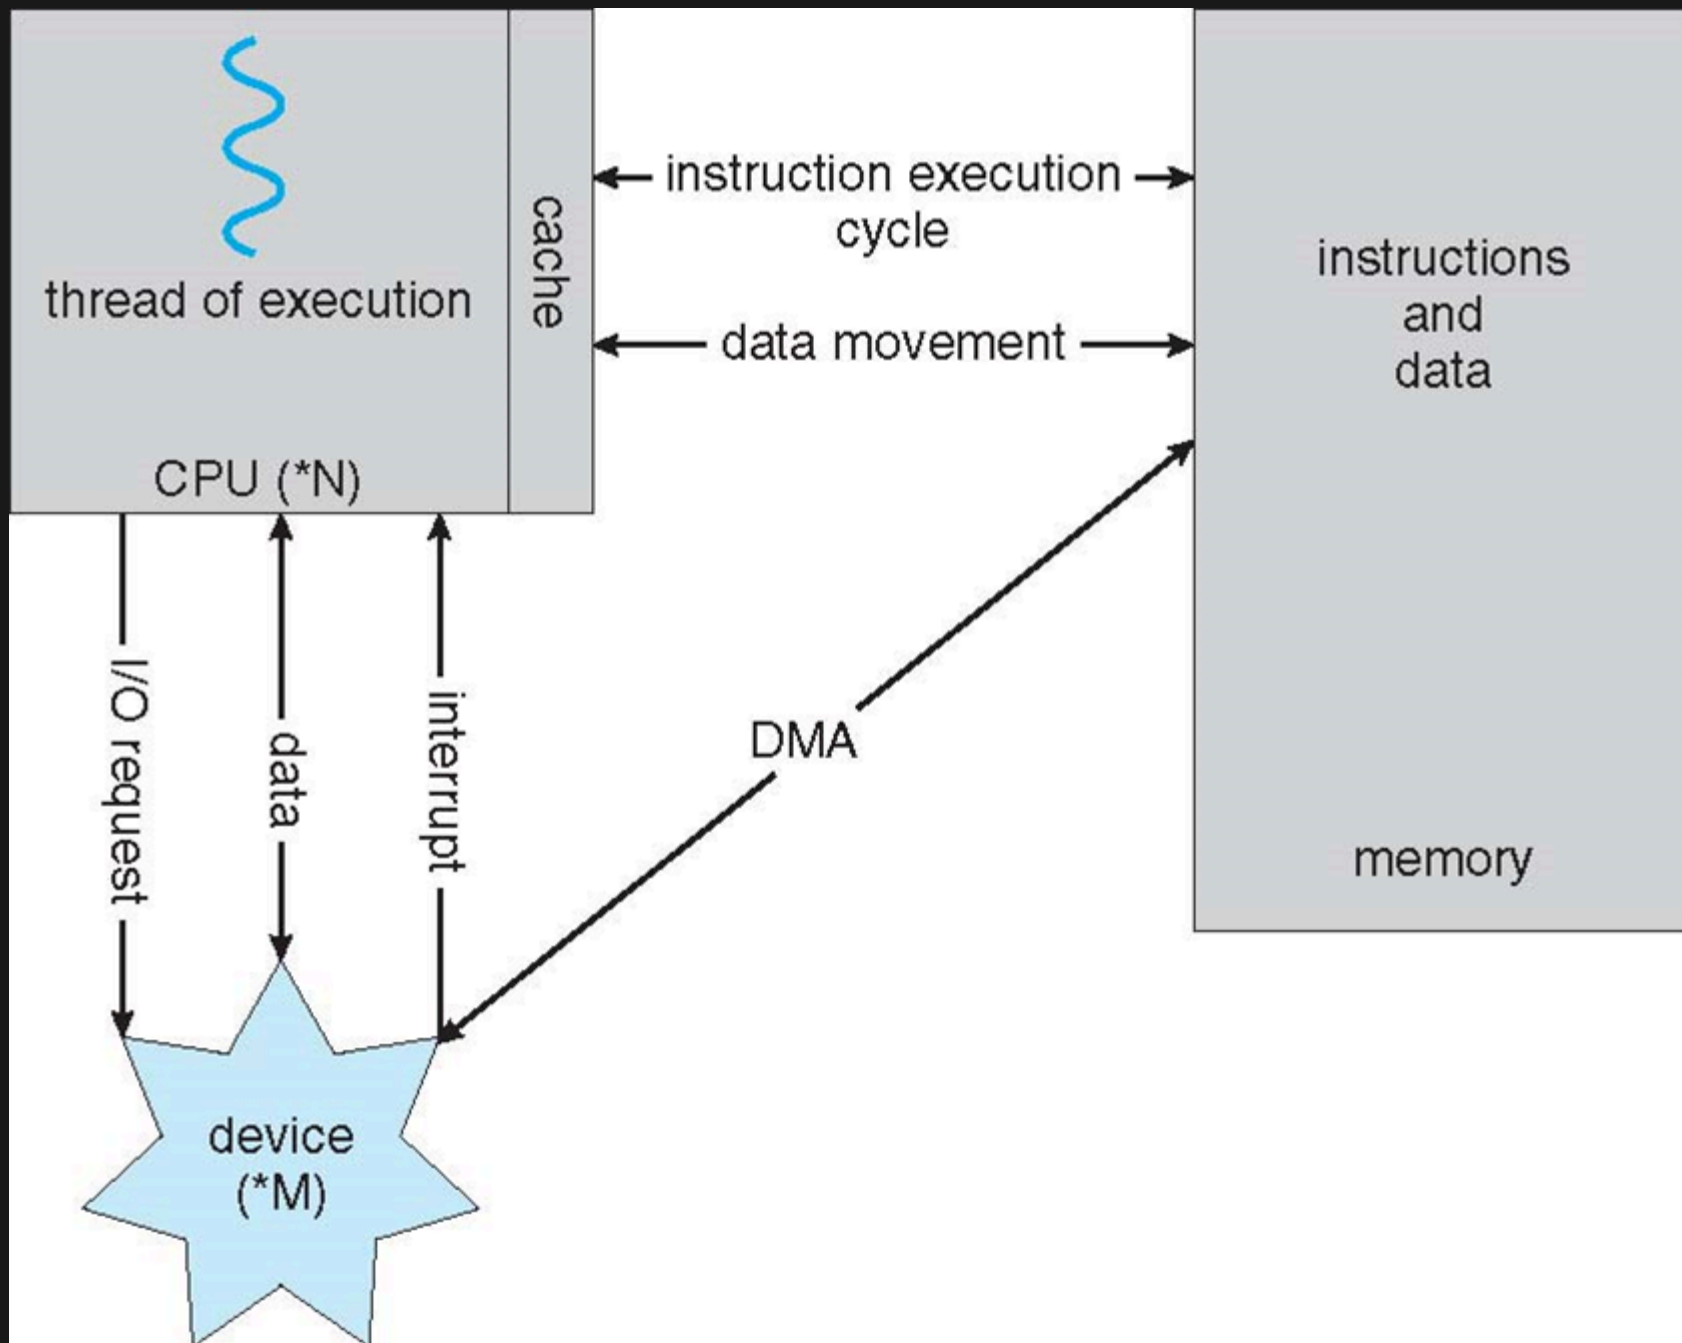 thread of execution
CPU (*N)
cache
instruction execution
cycle
data movement
instructions
and
data
memory
I/O request
data
interrupt
DMA
device
(*M)